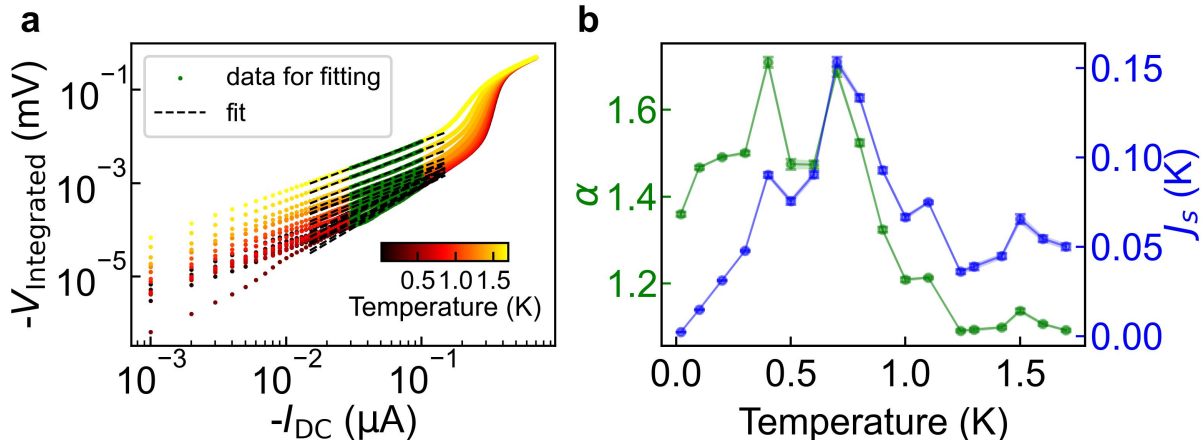 a
data for fitting
fit
10⁻¹
10⁻³
10⁻⁵
-V_Integrated (mV)
0.5 1.0 1.5
Temperature (K)
10⁻³ 10⁻² 10⁻¹
-I_DC (μA)
b
1.6
1.4
1.2
α
0.15
0.10
0.05
0.00
J_s (K)
0.0 0.5 1.0 1.5
Temperature (K)